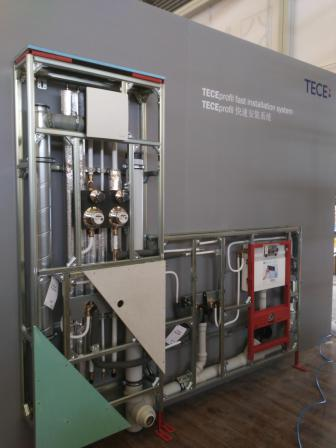 TECE
TECEprofil fast installation system
TECEprofil 快速安装系统